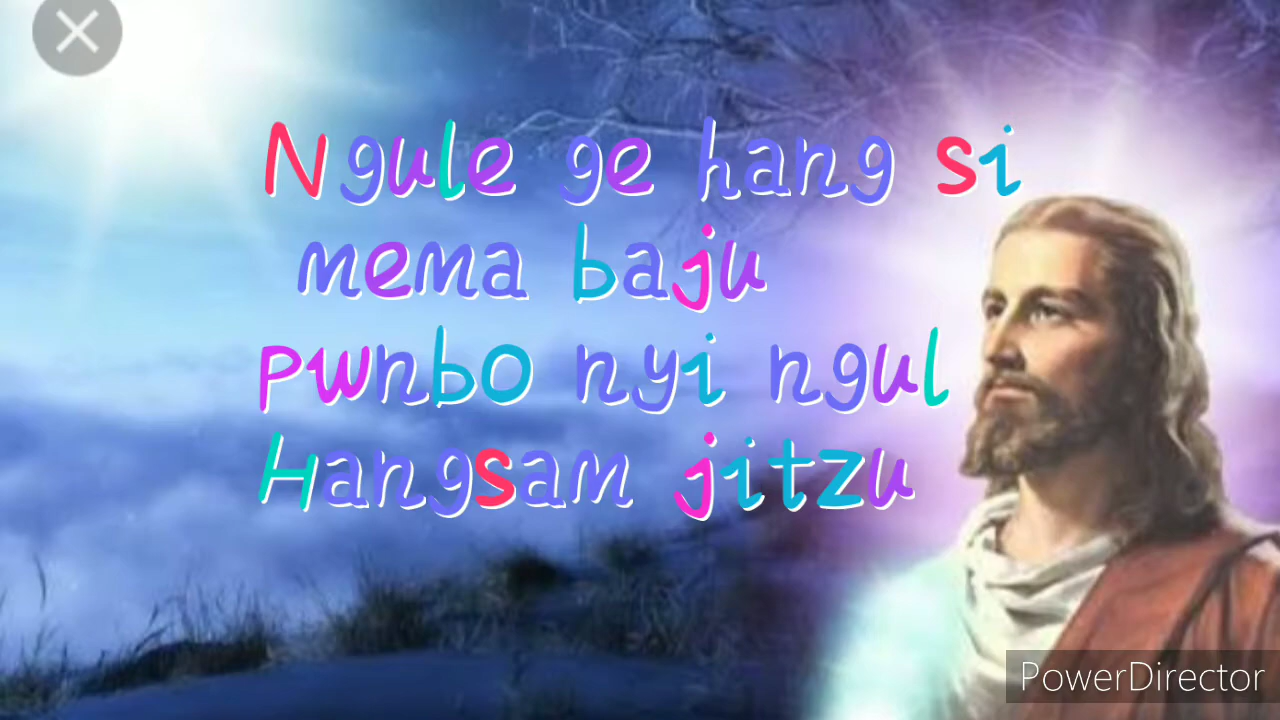 Ngule ge hang si
mema baju
pwnbo nyi ngul
Hangsam jitzu
PowerDirector